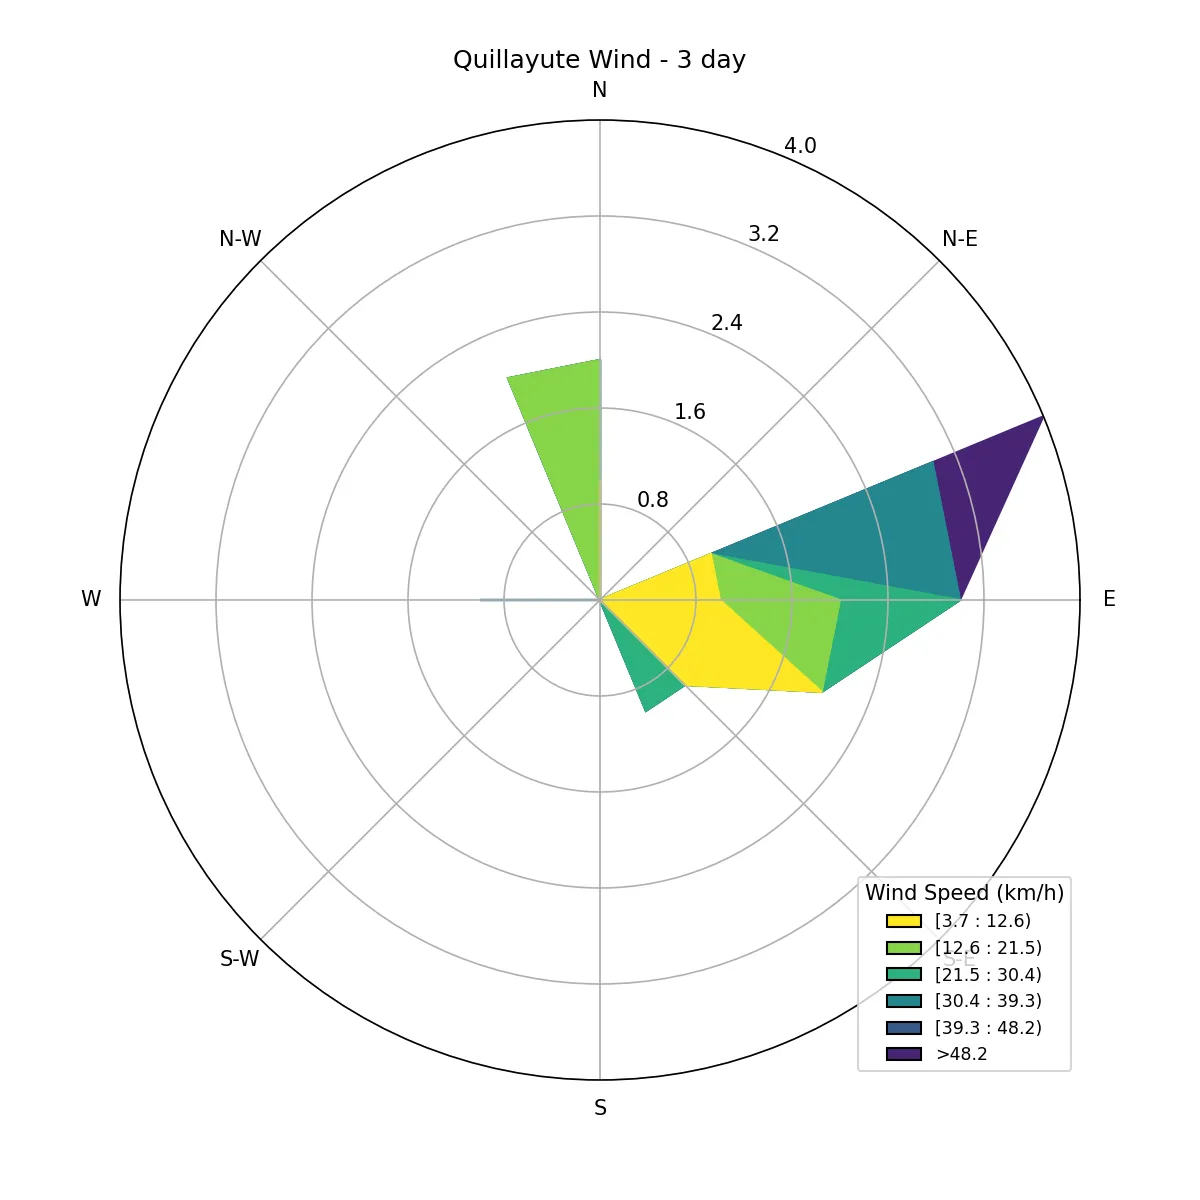 Quillayute Wind - 3 day
N
4.0
N-W
3.2
N-E
2.4
1.6
0.8
W
E
Wind Speed (km/h)
[3.7 : 12.6)
[12.6 : 21.5)
S-W
S-E
[21.5 : 30.4)
[30.4 : 39.3)
[39.3 : 48.2)
>48.2
S